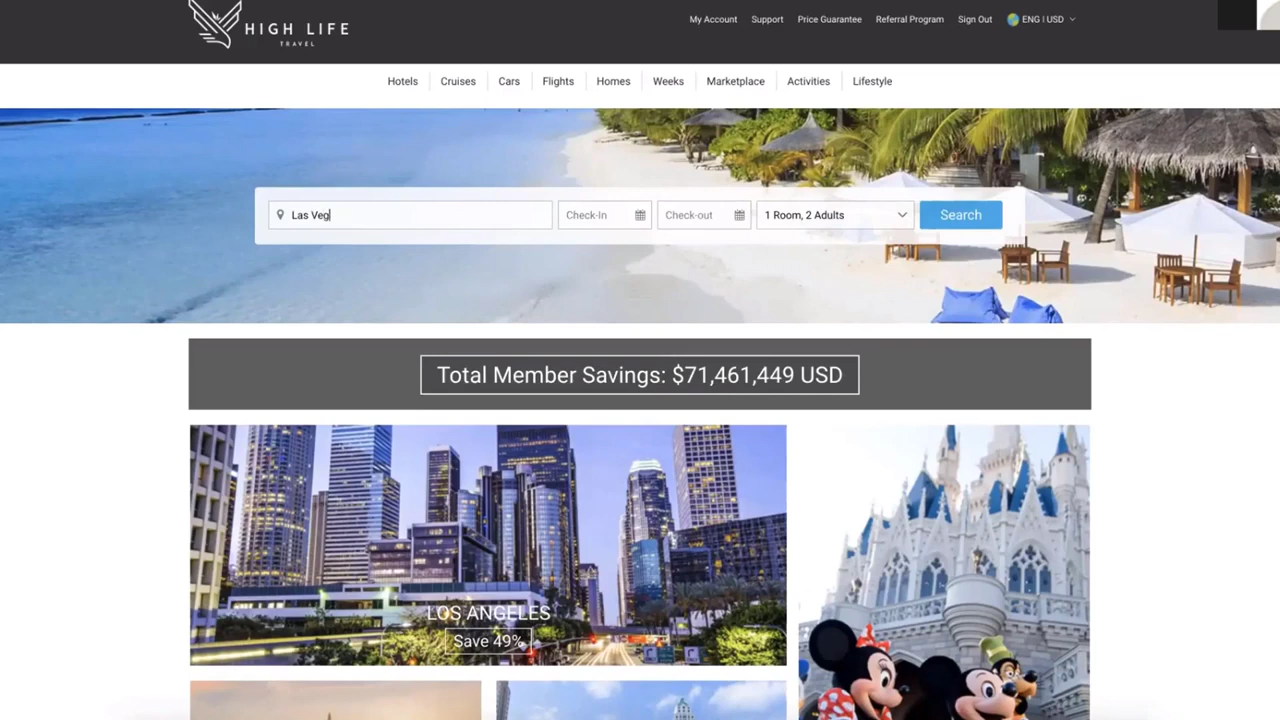 HIGH LIFE
TRAVEL
My Account Support Price Guarantee Referral Program Sign Out ENG | USD
Hotels Cruises Cars Flights Homes Weeks Marketplace Activities Lifestyle
Las Veg Check-In Check-out 1 Room, 2 Adults Search
Total Member Savings: $71,461,449 USD
LOS ANGELES
Save 49%